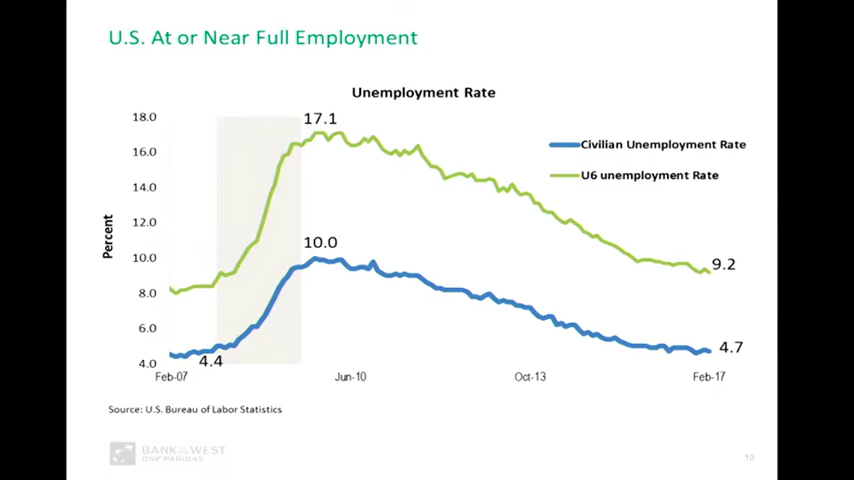 U.S. At or Near Full Employment
Unemployment Rate
18.0
17.1
16.0
Civilian Unemployment Rate
U6 unemployment Rate
14.0
12.0
Percent
10.0
10.0
9.2
8.0
6.0
4.7
4.4
4.0
Feb-07
Jun-10
Oct-13
Feb-17
Source: U.S. Bureau of Labor Statistics
BANK OF THE WEST
BNP PARIBAS
10